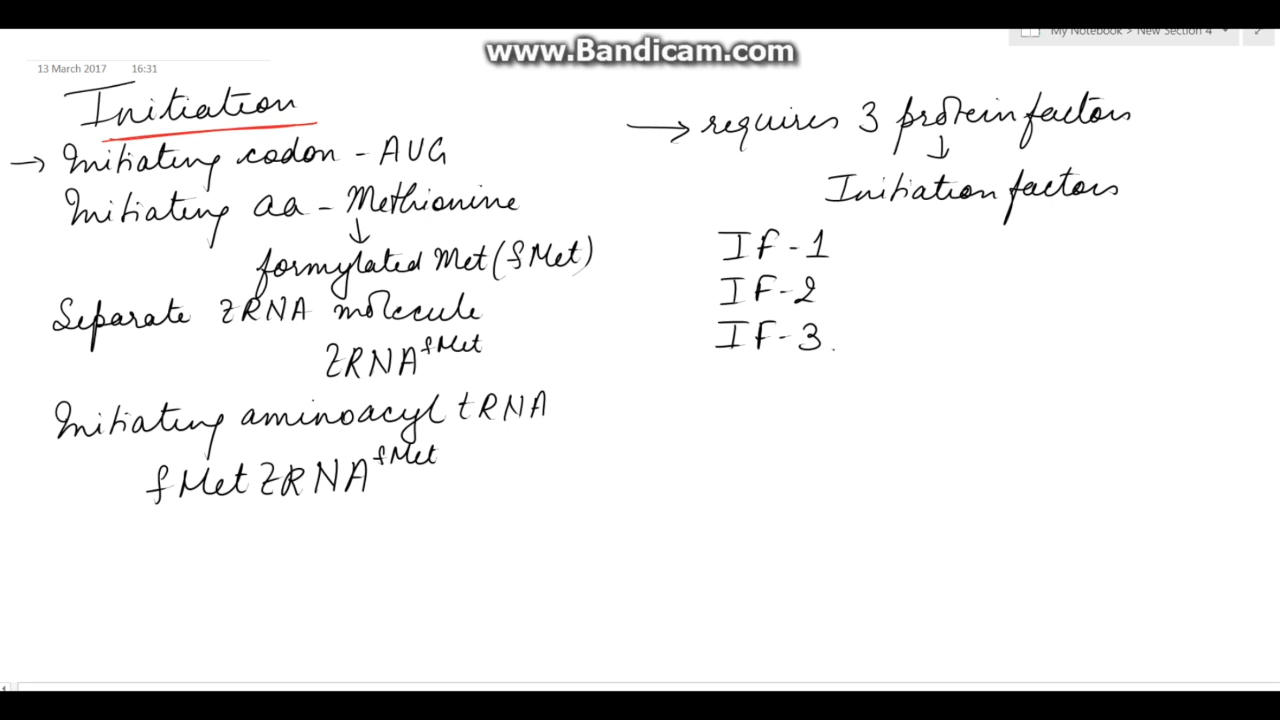 www.Bandicam.com
My Notebook > New Section 4
13 March 2017 16:31
Initiation
→ Initiating codon - AUG
Initiating aa - Methionine
↓
formylated Met (fMet)
Separate tRNA molecule
tRNA^fMet
Initiating aminoacyl tRNA
fMet tRNA^fMet
→ requires 3 protein factors
↓
Initiation factors
IF-1
IF-2
IF-3.